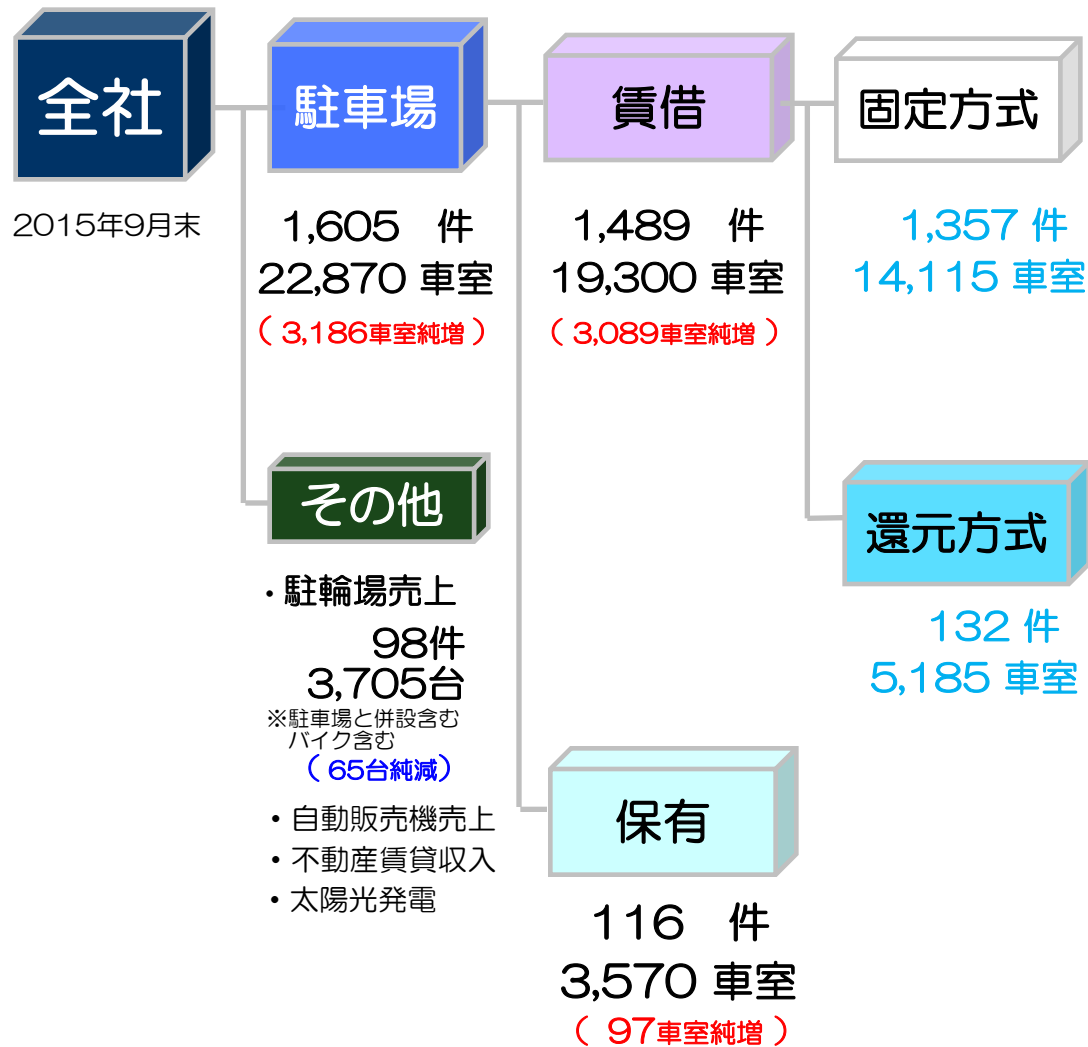 全社
2015年9月末
駐車場
1,605 件
22,870 車室
( 3,186車室純増 )
賃借
1,489 件
19,300 車室
( 3,089車室純増 )
固定方式
1,357 件
14,115 車室
還元方式
132 件
5,185 車室
その他
・駐輪場売上
98件
3,705台
※駐車場と併設含む
バイク含む
( 65台純減)
・自動販売機売上
・不動産賃貸収入
・太陽光発電
保有
116 件
3,570 車室
( 97車室純増 )